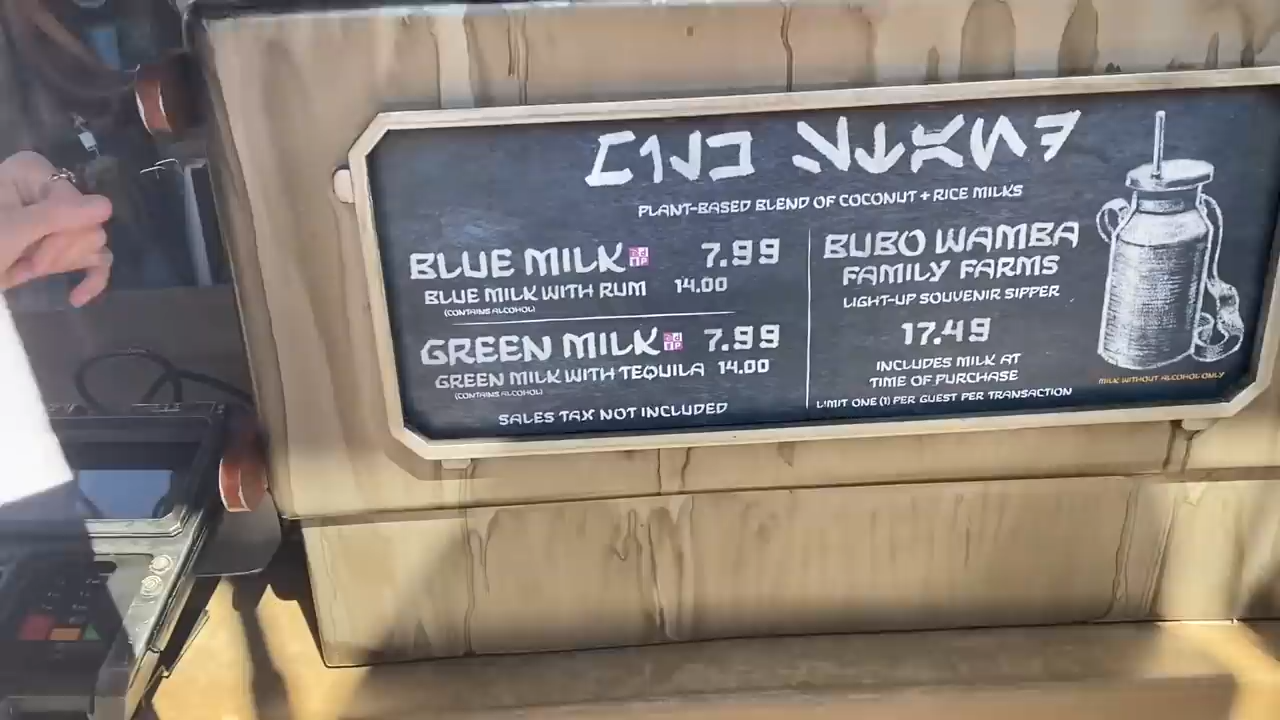 PLANT-BASED BLEND OF COCONUT + RICE MILKS
BLUE MILK 7.99
BLUE MILK WITH RUM 14.00
(CONTAINS ALCOHOL)
GREEN MILK 7.99
GREEN MILK WITH TEQUILA 14.00
(CONTAINS ALCOHOL)
SALES TAX NOT INCLUDED
BUBO WAMBA
FAMILY FARMS
LIGHT-UP SOUVENIR SIPPER
17.49
INCLUDES MILK AT
TIME OF PURCHASE
LIMIT ONE (1) PER GUEST PER TRANSACTION
MILK WITHOUT ALCOHOL ONLY